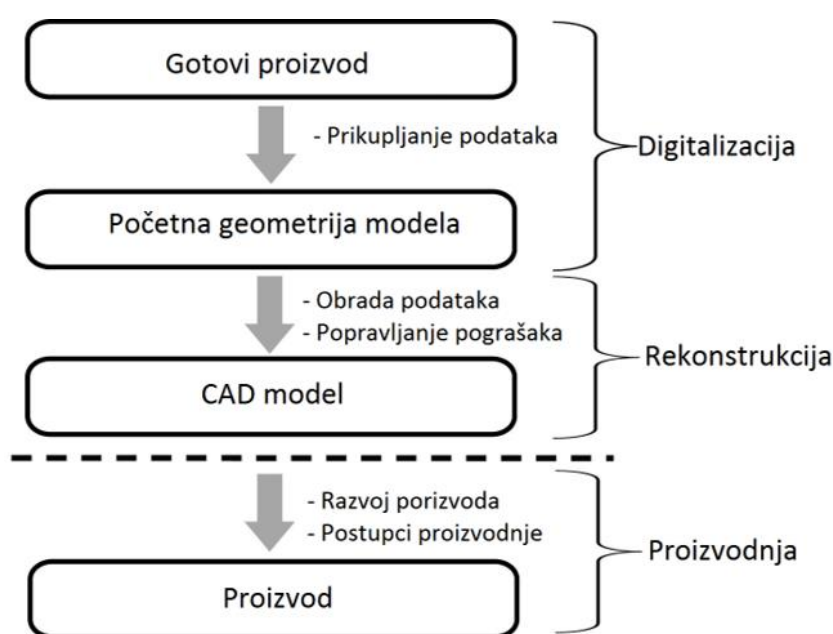 Gotovi proizvod
- Prikupljanje podataka
Digitalizacija
Početna geometrija modela
- Obrada podataka
- Popravljanje pograšaka
Rekonstrukcija
CAD model
- Razvoj porizvoda
- Postupci proizvodnje
Proizvodnja
Proizvod